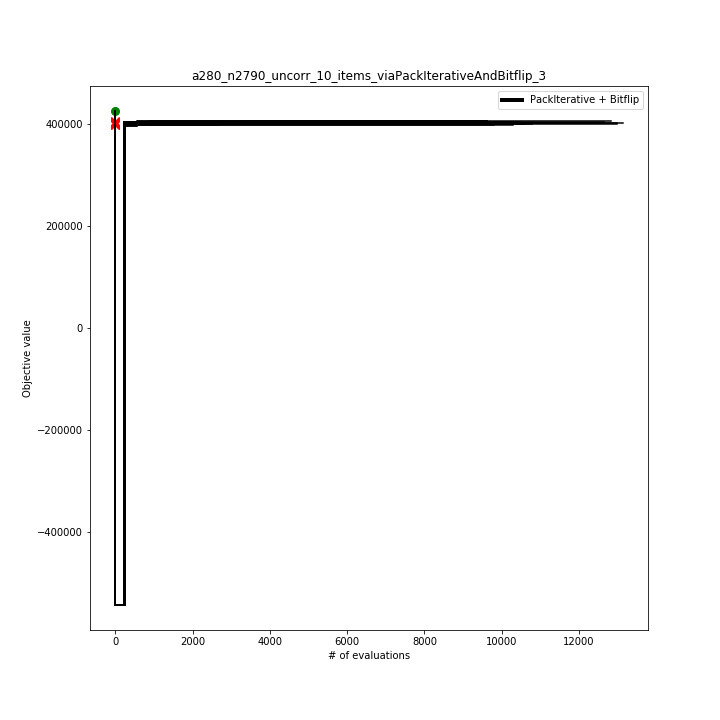 a280_n2790_uncorr_10_items_viaPackIterativeAndBitflip_3
PackIterative + Bitflip
400000
200000
0
−200000
−400000
Objective value
0 2000 4000 6000 8000 10000 12000
# of evaluations